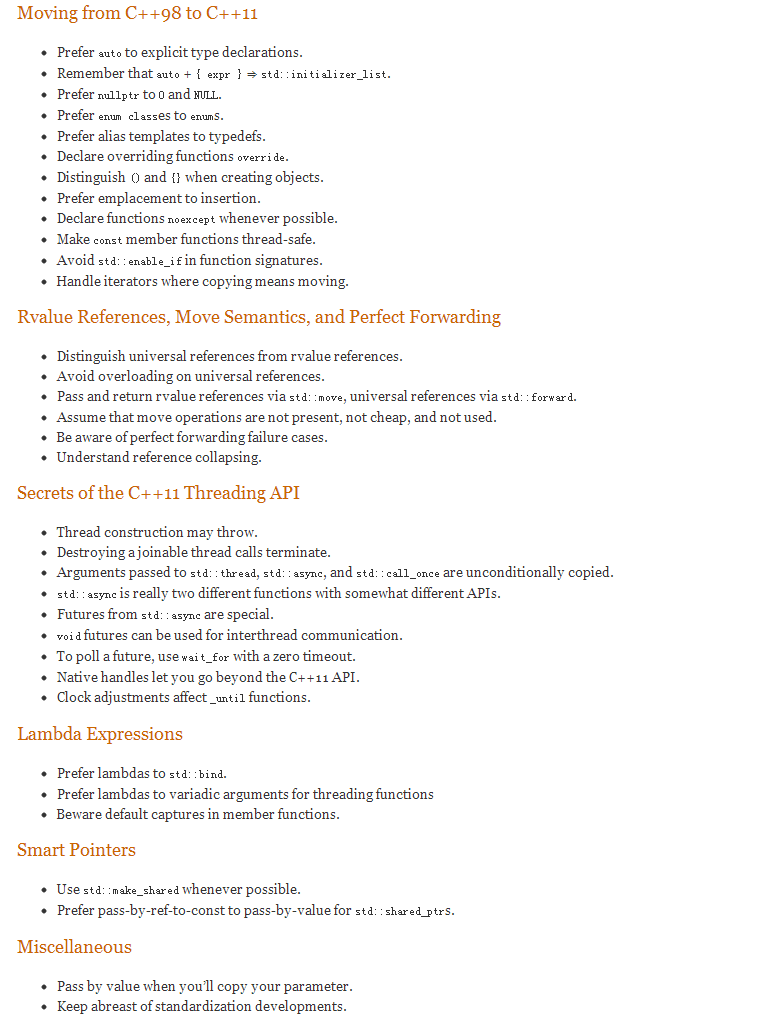 Moving from C++98 to C++11
• Prefer auto to explicit type declarations.
• Remember that auto + { expr } ⇒ std::initializer_list.
• Prefer nullptr to 0 and NULL.
• Prefer enum classes to enums.
• Prefer alias templates to typedefs.
• Declare overriding functions override.
• Distinguish () and {} when creating objects.
• Prefer emplacement to insertion.
• Declare functions noexcept whenever possible.
• Make const member functions thread-safe.
• Avoid std::enable_if in function signatures.
• Handle iterators where copying means moving.
Rvalue References, Move Semantics, and Perfect Forwarding
• Distinguish universal references from rvalue references.
• Avoid overloading on universal references.
• Pass and return rvalue references via std::move, universal references via std::forward.
• Assume that move operations are not present, not cheap, and not used.
• Be aware of perfect forwarding failure cases.
• Understand reference collapsing.
Secrets of the C++11 Threading API
• Thread construction may throw.
• Destroying a joinable thread calls terminate.
• Arguments passed to std::thread, std::async, and std::call_once are unconditionally copied.
• std::async is really two different functions with somewhat different APIs.
• Futures from std::async are special.
• void futures can be used for interthread communication.
• To poll a future, use wait_for with a zero timeout.
• Native handles let you go beyond the C++11 API.
• Clock adjustments affect _until functions.
Lambda Expressions
• Prefer lambdas to std::bind.
• Prefer lambdas to variadic arguments for threading functions
• Beware default captures in member functions.
Smart Pointers
• Use std::make_shared whenever possible.
• Prefer pass-by-ref-to-const to pass-by-value for std::shared_ptrs.
Miscellaneous
• Pass by value when you'll copy your parameter.
• Keep abreast of standardization developments.